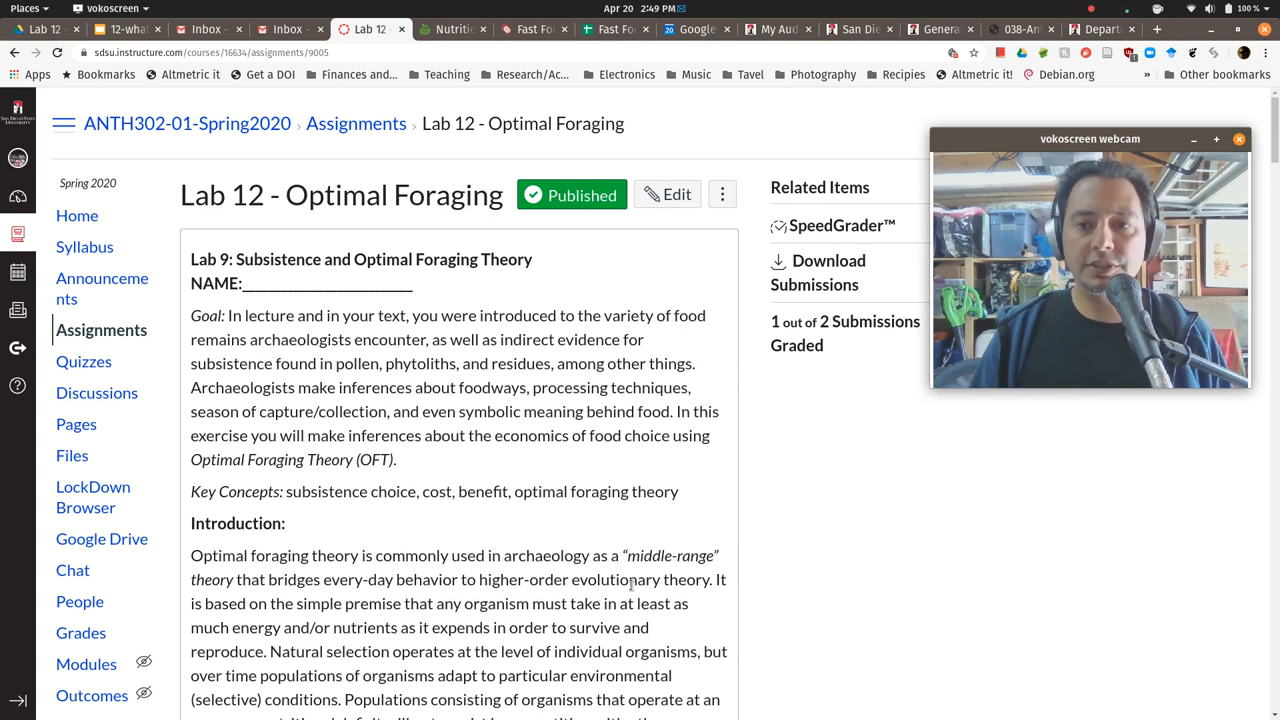 Places
vokoscreen
Apr 20 2:49 PM
100 %
Lab 12 -
12-what
Inbox -
Inbox -
Lab 12 -
Nutritic
Fast Fo
Fast Fo
Google
My Aud
San Die
Genera
038-An
Depart
sdsu.instructure.com/courses/16634/assignments/9005
Apps
Bookmarks
Altmetric it
Get a DOI
Finances and...
Teaching
Research/Ac...
Electronics
Music
Tavel
Photography
Recipies
Altmetric it!
Debian.org
»
Other bookmarks
ANTH302-01-Spring2020 › Assignments › Lab 12 - Optimal Foraging
vokoscreen webcam
Spring 2020
Home
Syllabus
Announceme
nts
Assignments
Quizzes
Discussions
Pages
Files
LockDown
Browser
Google Drive
Chat
People
Grades
Modules
Outcomes
Lab 12 - Optimal Foraging
Published
Edit
Lab 9: Subsistence and Optimal Foraging Theory
NAME:______________________
Goal: In lecture and in your text, you were introduced to the variety of food
remains archaeologists encounter, as well as indirect evidence for
subsistence found in pollen, phytoliths, and residues, among other things.
Archaeologists make inferences about foodways, processing techniques,
season of capture/collection, and even symbolic meaning behind food. In this
exercise you will make inferences about the economics of food choice using
Optimal Foraging Theory (OFT).
Key Concepts: subsistence choice, cost, benefit, optimal foraging theory
Introduction:
Optimal foraging theory is commonly used in archaeology as a “middle-range”
theory that bridges every-day behavior to higher-order evolutionary theory. It
is based on the simple premise that any organism must take in at least as
much energy and/or nutrients as it expends in order to survive and
reproduce. Natural selection operates at the level of individual organisms, but
over time populations of organisms adapt to particular environmental
(selective) conditions. Populations consisting of organisms that operate at an
Related Items
SpeedGrader™
Download
Submissions
1 out of 2 Submissions
Graded